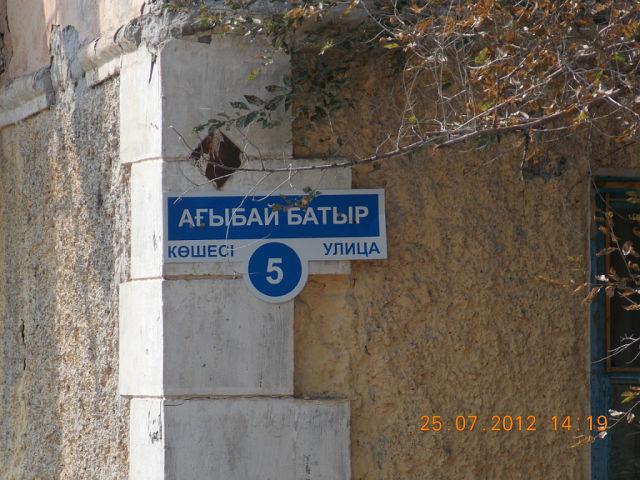 АҒЫБАЙ БАТЫР
КӨШЕСІ УЛИЦА
5
25.07.2012 14:19